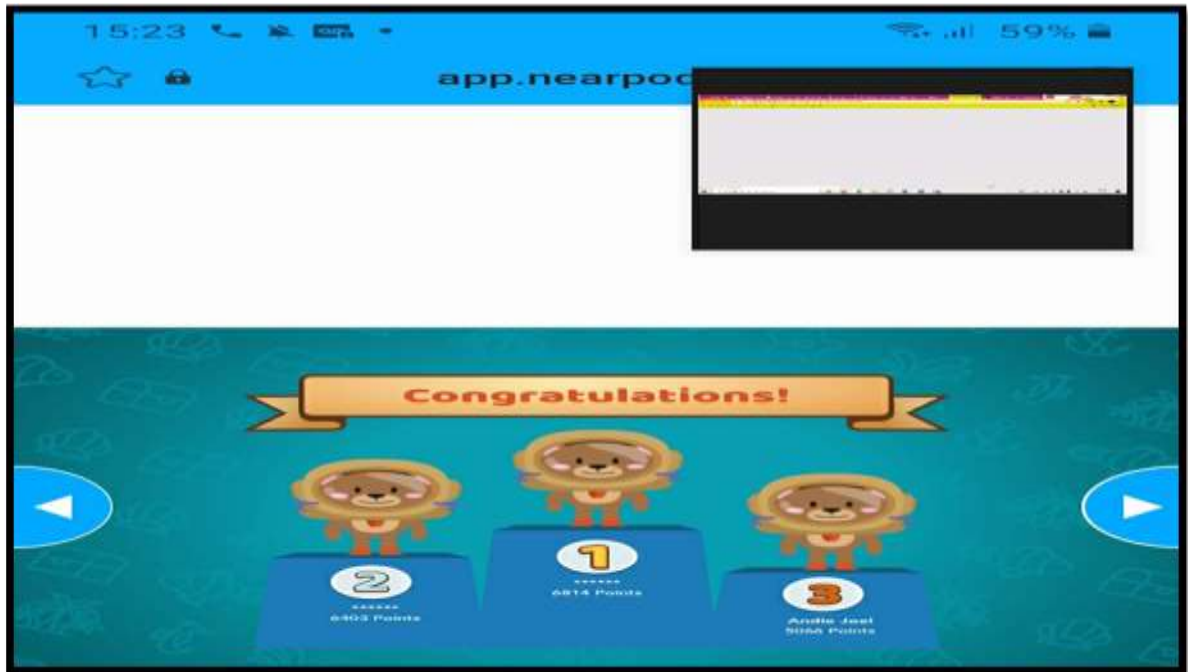 15:23
59%
app.nearpod
Congratulations!
2
******
6403 Points
1
******
6814 Points
3
Andie Joel
5066 Points